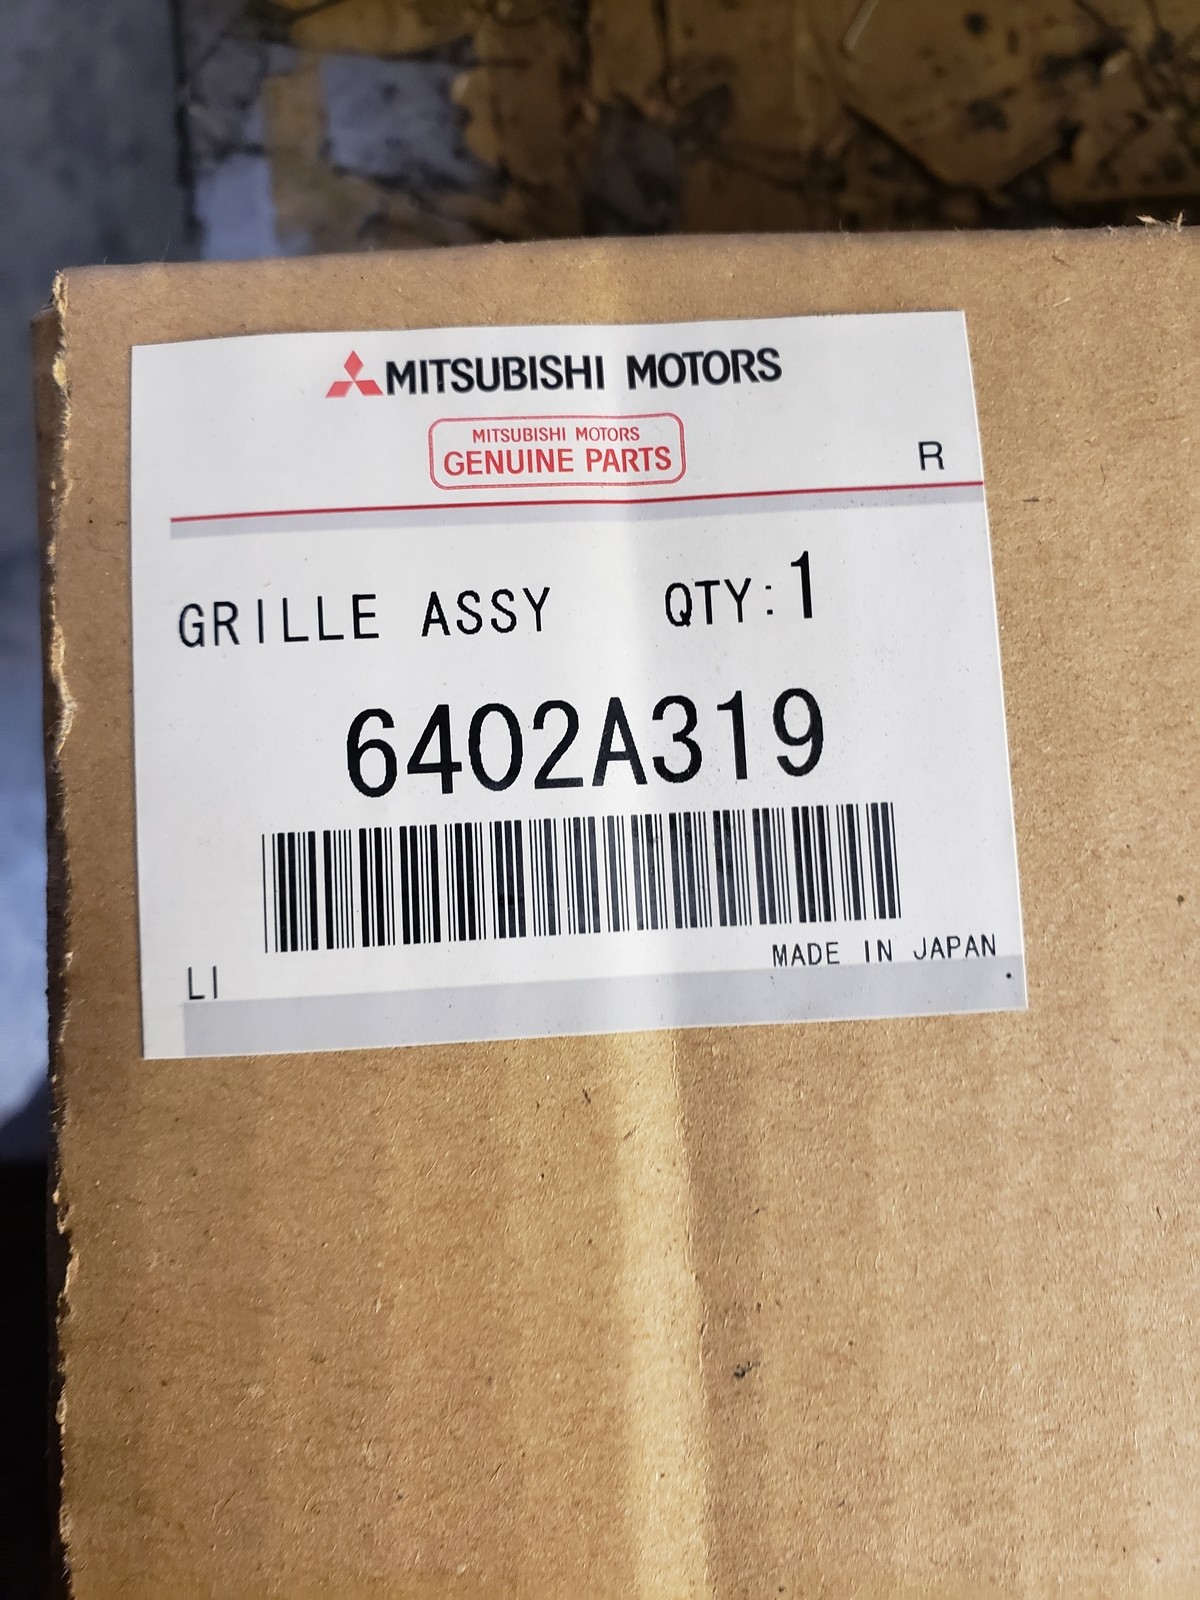 MITSUBISHI MOTORS
MITSUBISHI MOTORS
GENUINE PARTS
R
GRILLE ASSY QTY:1
6402A319
MADE IN JAPAN
LI